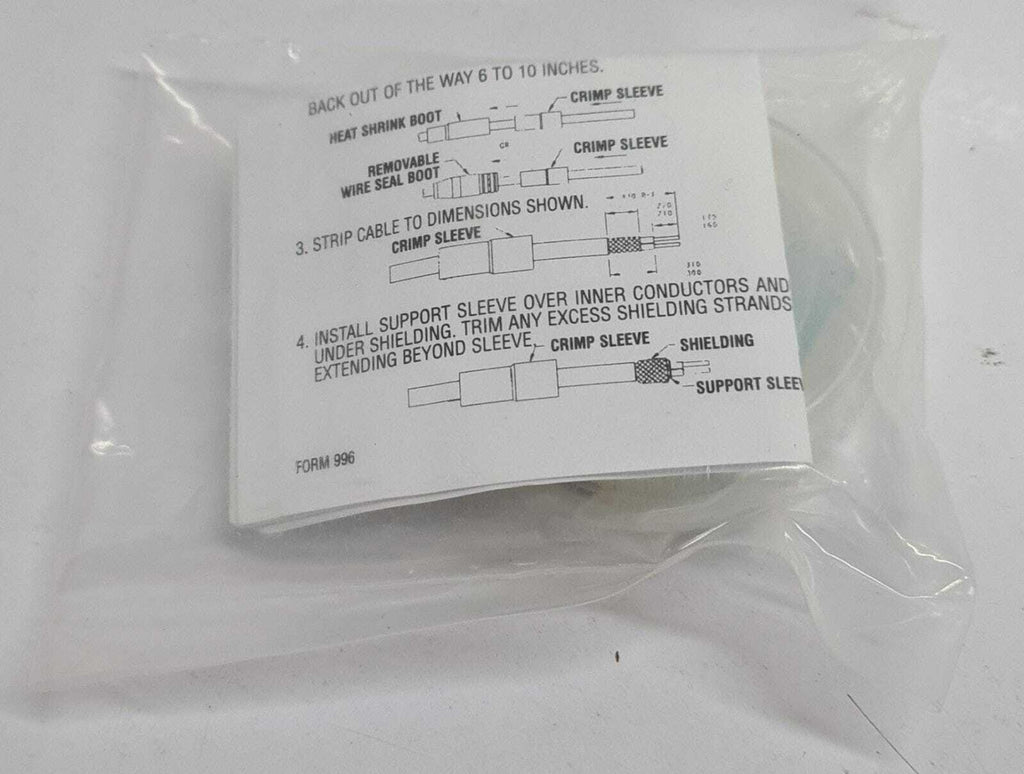 BACK OUT OF THE WAY 6 TO 10 INCHES.
HEAT SHRINK BOOT
CRIMP SLEEVE
REMOVABLE
WIRE SEAL BOOT
CRIMP SLEEVE
3. STRIP CABLE TO DIMENSIONS SHOWN.
CRIMP SLEEVE
4. INSTALL SUPPORT SLEEVE OVER INNER CONDUCTORS AND
UNDER SHIELDING. TRIM ANY EXCESS SHIELDING STRANDS
EXTENDING BEYOND SLEEVE.
CRIMP SLEEVE
SHIELDING
SUPPORT SLEE
FORM 996